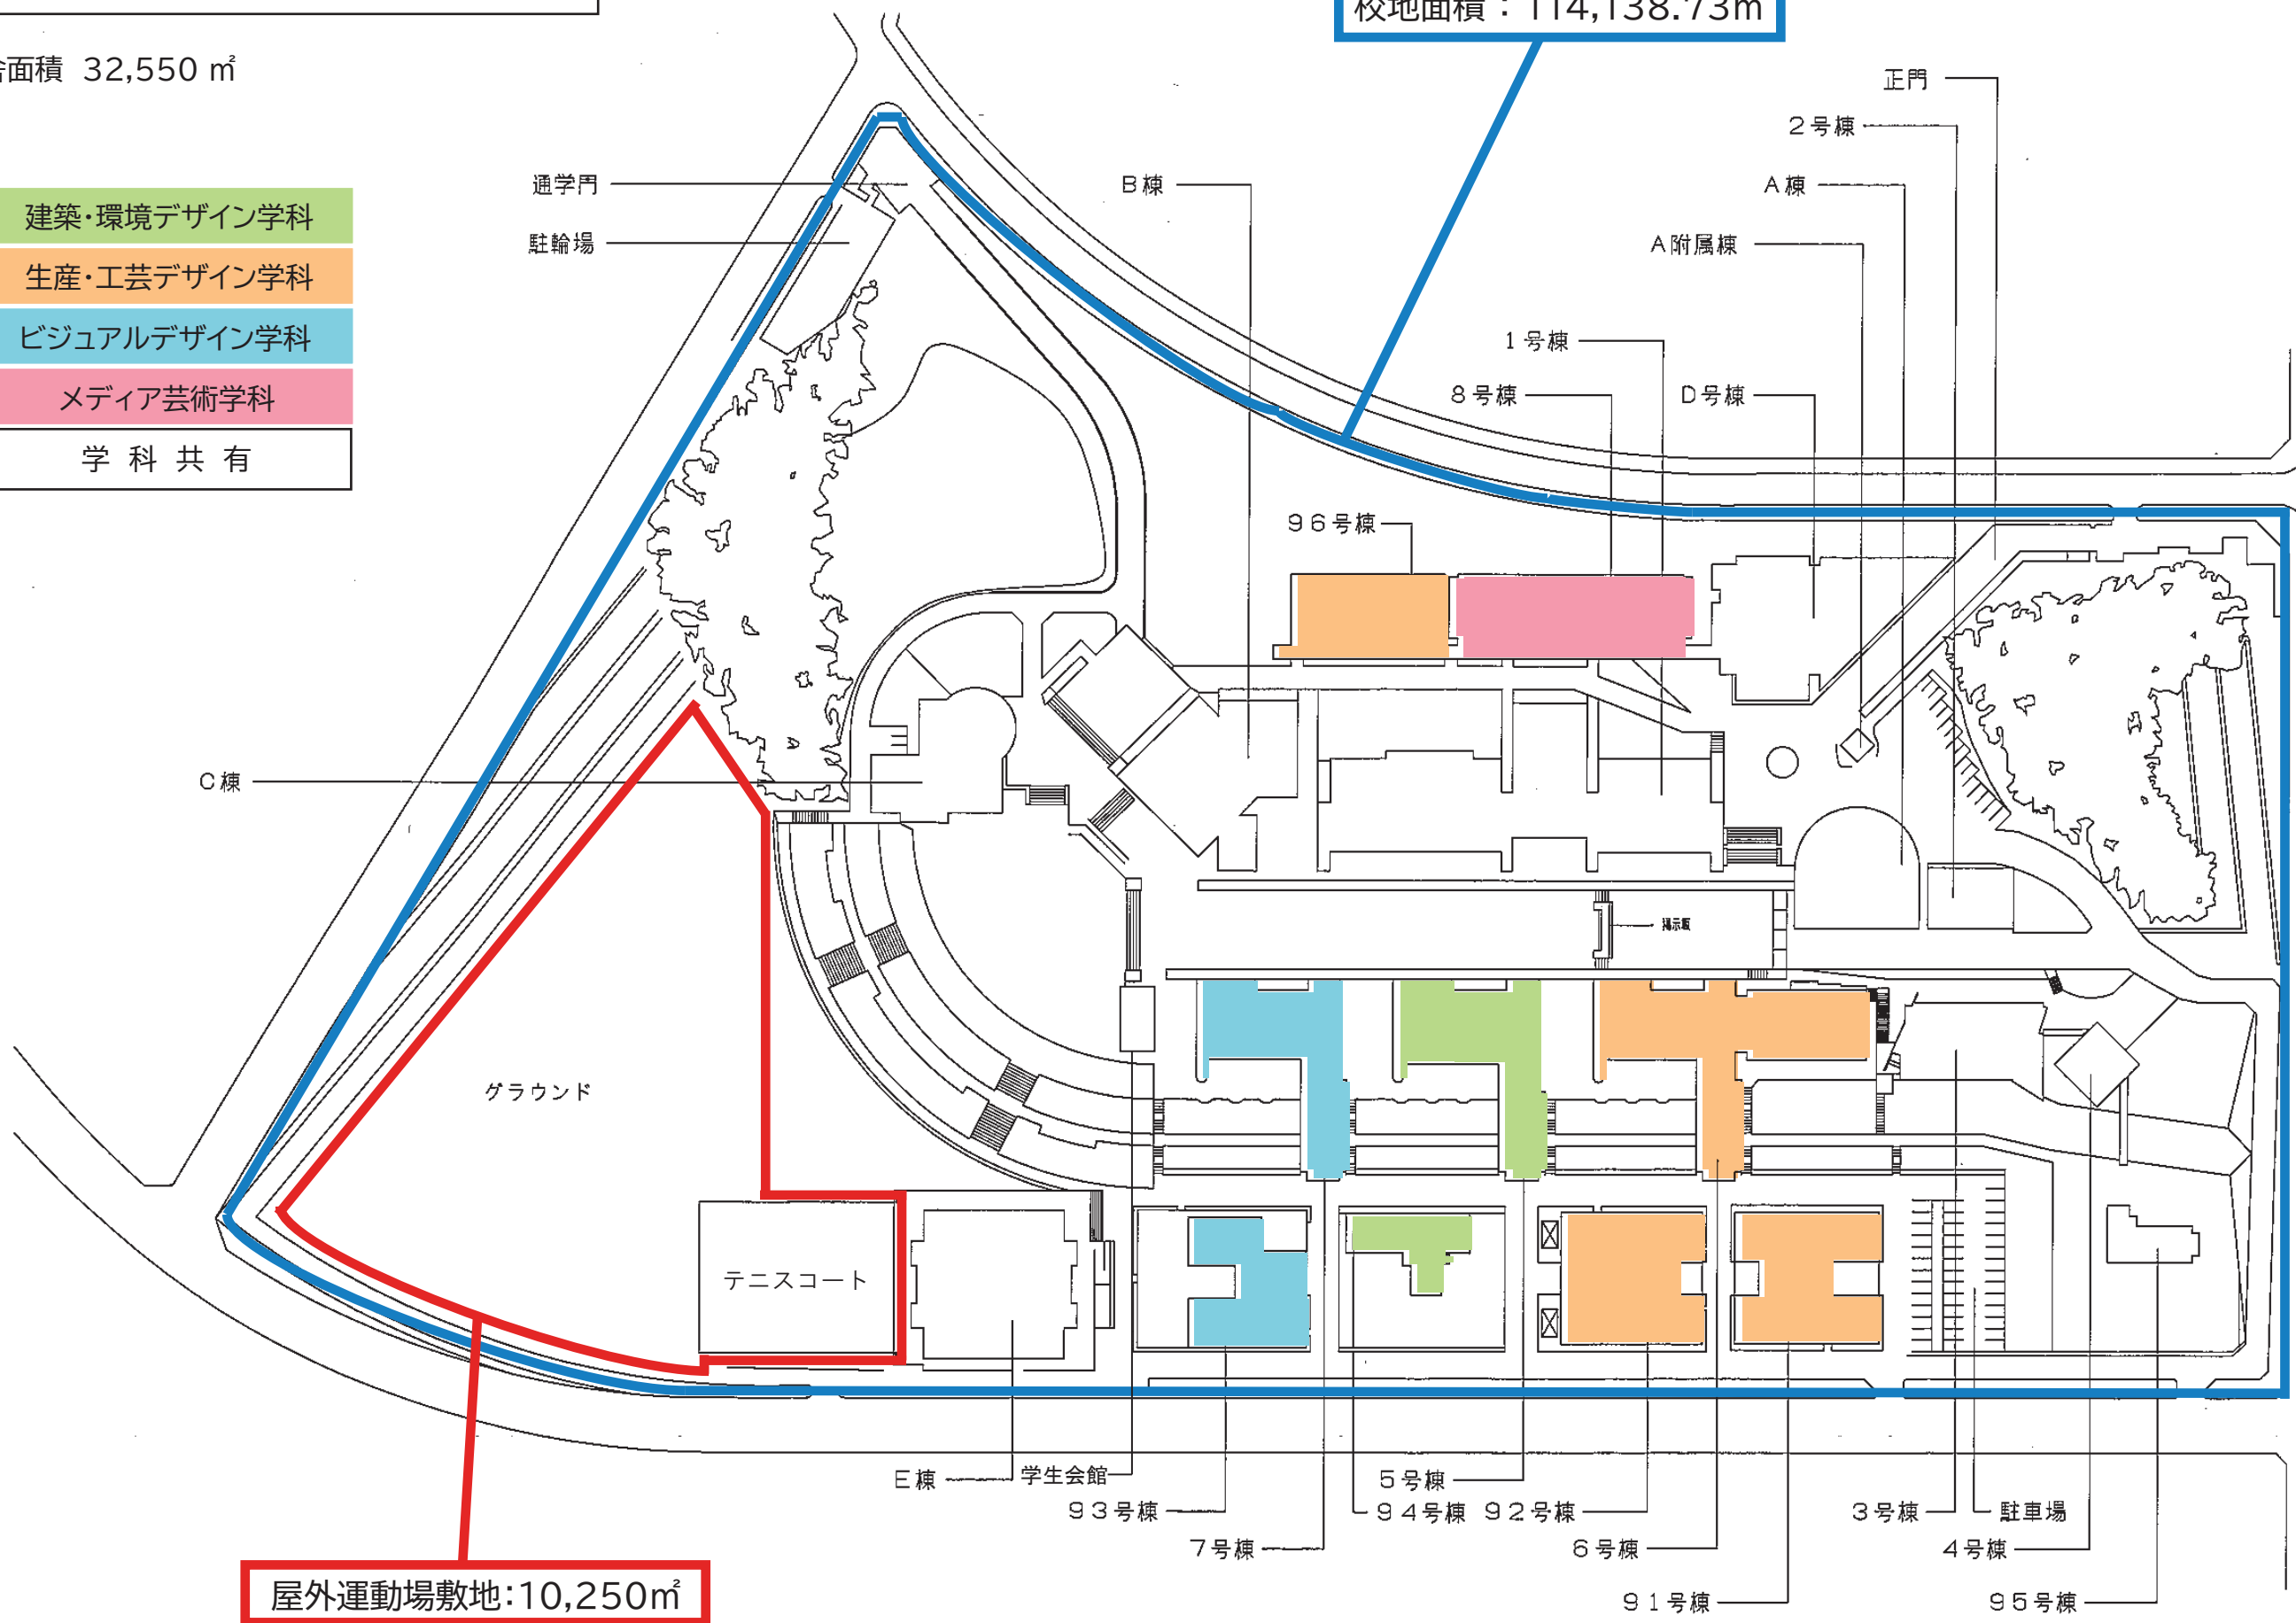 校地面積：114,138.73㎡
舎面積 32,550 ㎡
正門
2号棟
通学門
B棟
A棟
建築・環境デザイン学科
駐輪場
A附属棟
生産・工芸デザイン学科
ビジュアルデザイン学科
1号棟
メディア芸術学科
8号棟
D号棟
学科共有
96号棟
C棟
掲示板
グラウンド
テニスコート
E棟
学生会館
5号棟
93号棟
94号棟
92号棟
3号棟
駐車場
7号棟
6号棟
4号棟
屋外運動場敷地：10,250㎡
91号棟
95号棟